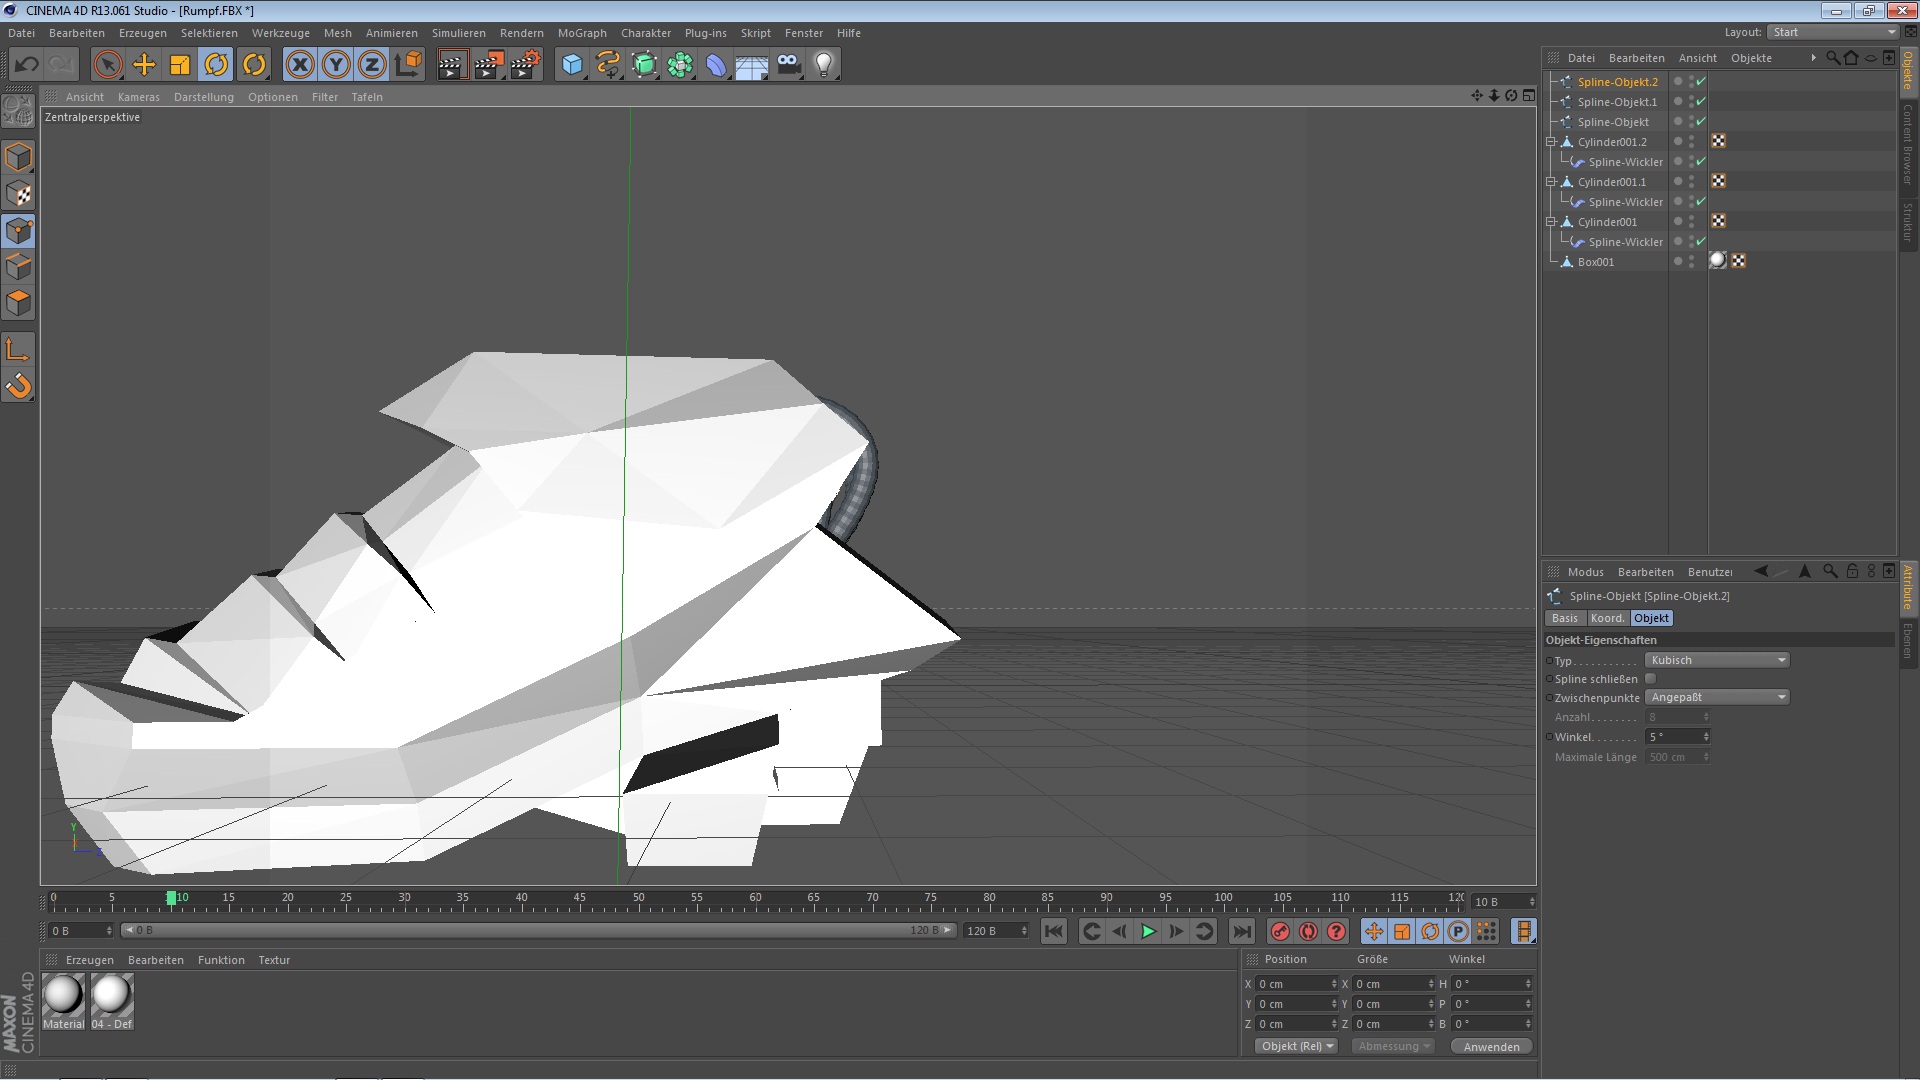 CINEMA 4D R13.061 Studio - [Rumpf.FBX *]
Datei Bearbeiten Erzeugen Selektieren Werkzeuge Mesh Animieren Simulieren Rendern MoGraph Charakter Plug-ins Skript Fenster Hilfe
Layout: Start
Ansicht Kameras Darstellung Optionen Filter Tafeln
Zentralperspektive
Datei Bearbeiten Ansicht Objekte
Spline-Objekt.2
Spline-Objekt.1
Spline-Objekt
Cylinder001.2
Spline-Wickler
Cylinder001.1
Spline-Wickler
Cylinder001
Spline-Wickler
Box001
Objekte
Content Browser
Struktur
Modus Bearbeiten Benutzer
Spline-Objekt [Spline-Objekt.2]
Basis Koord. Objekt
Objekt-Eigenschaften
Typ Kubisch
Spline schließen
Zwischenpunkte Angepaßt
Anzahl 8
Winkel 5 °
Maximale Länge 500 cm
Attribute
Ebenen
Y
X
Z
0 5 10 15 20 25 30 35 40 45 50 55 60 65 70 75 80 85 90 95 100 105 110 115 120
10 B
0 B
0 B 120 B
120 B
P
Erzeugen Bearbeiten Funktion Textur
Material
04 - Def
MAXON
CINEMA 4D
Position Größe Winkel
X 0 cm X 0 cm H 0 °
Y 0 cm Y 0 cm P 0 °
Z 0 cm Z 0 cm B 0 °
Objekt (Rel) Abmessung Anwenden